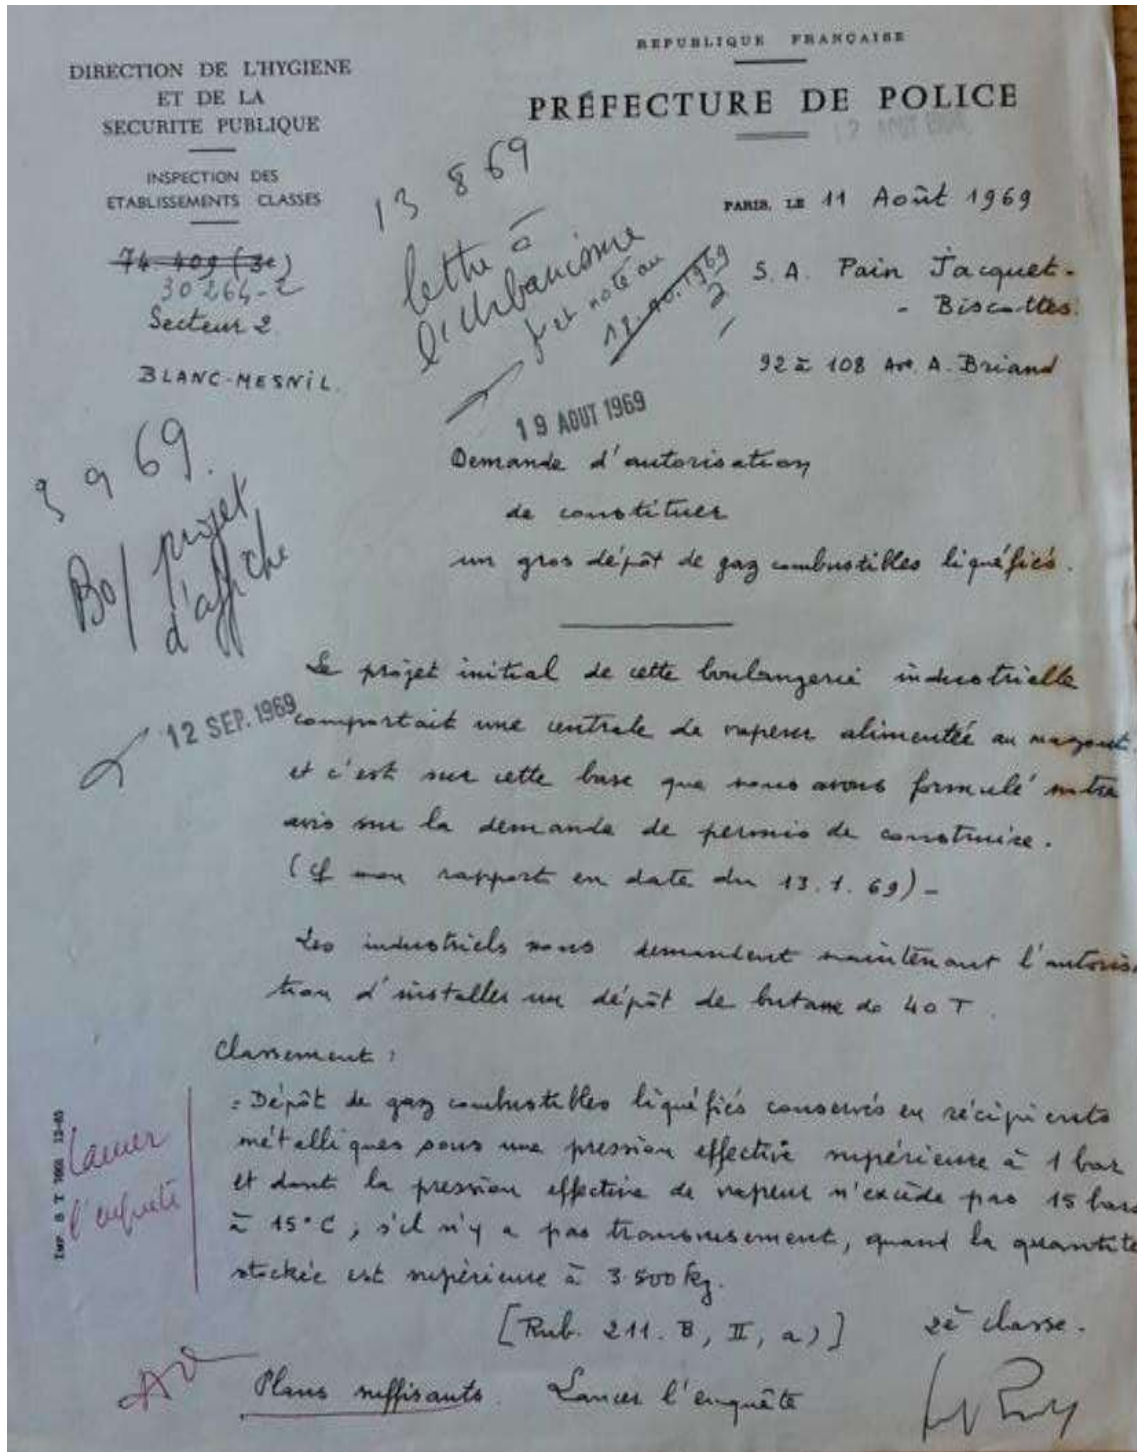 REPUBLIQUE FRANÇAISE
DIRECTION DE L'HYGIENE
ET DE LA
SECURITE PUBLIQUE
PRÉFECTURE DE POLICE
INSPECTION DES
ETABLISSEMENTS CLASSES
13 8 69
PARIS, LE 11 Août 1969
74 409 (3e)
30 264-2
Secteur 2
BLANC-MESNIL.
lettre à
l'Urbanisme
S. A. Pain Jacquet-
- Biscottes.
92 à 108 Ave A. Briand
19 AOUT 1969
3 9 69.
Bo/ projet
d'affiche
Demande d'autorisation
de constituer
un gros dépôt de gaz combustibles liquéfiés.
Le projet initial de cette boulangerie industrielle
12 SEP. 1969
comportait une centrale de vapeur alimentée au mazout
et c'est sur cette base que nous avons formulé notre
avis sur la demande de permis de construire.
(cf mon rapport en date du 13.1.69) -
Les industriels nous demandent maintenant l'autoris
tion d'installer un dépôt de butane de 40 T.
Classement :
= Dépôt de gaz combustibles liquéfiés conservés en récipients
métalliques sous une pression effective supérieure à 1 bar
et dont la pression effective de vapeur n'excède pas 15 bars
à 15°C, s'il n'y a pas transvasement, quand la quantité
stockée est supérieure à 3.500 kg.
Lancer
l'enquête
[Rub. 211. B, II, a)] 2è classe.
Plans suffisants. Lancer l'enquête